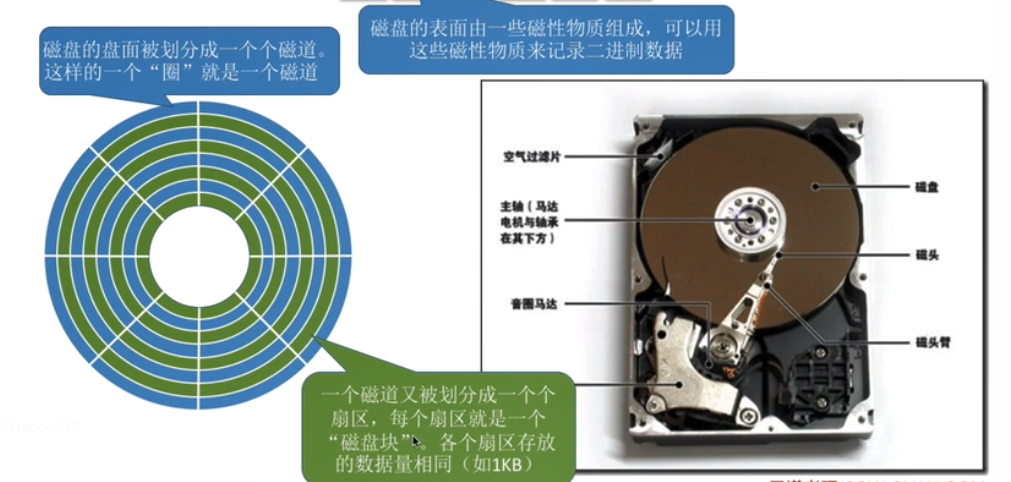 磁盘的表面由一些磁性物质组成，可以用
这些磁性物质来记录二进制数据
磁盘的盘面被划分成一个个磁道。
这样的一个“圈”就是一个磁道
空气过滤片
主轴（马达
电机与轴承
在其下方）
音圈马达
磁盘
磁头
磁头臂
一个磁道又被划分成一个个
扇区，每个扇区就是一个
“磁盘块”。各个扇区存放
的数据量相同（如1KB）